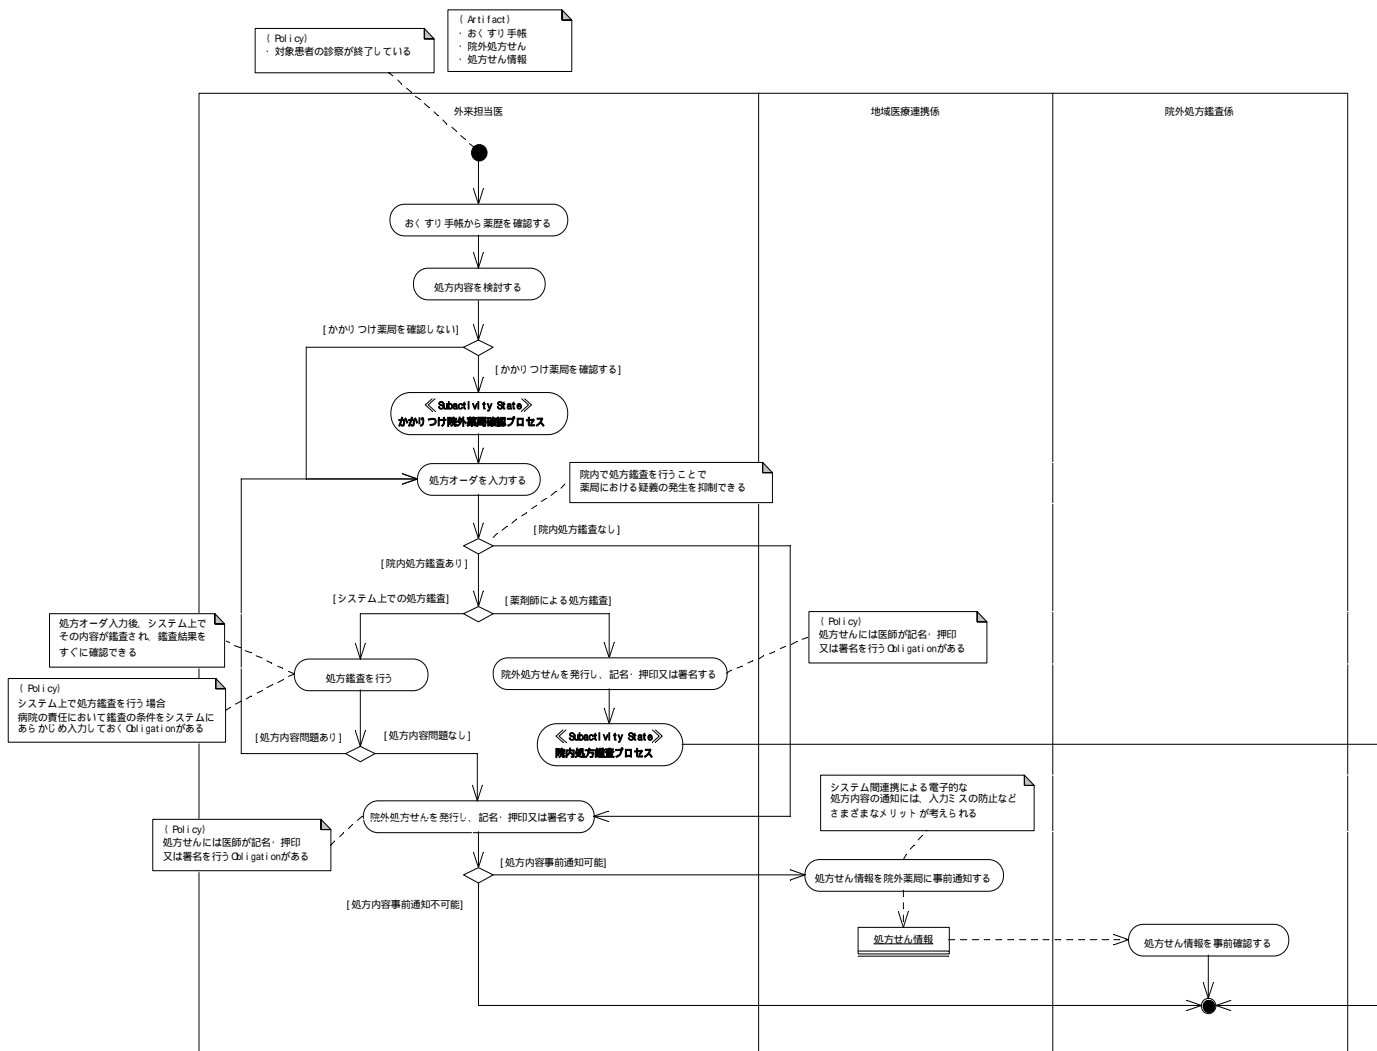 ( Policy)
・ 対象患者の診察が終了している
( Artifact)
・ おくすり手帳
・ 院外処方せん
・ 処方せん情報
外来担当医
地域医療連携係
院外処方鑑査係
おくすり手帳から薬歴を確認する
処方内容を検討する
[かかりつけ薬局を確認しない]
[かかりつけ薬局を確認する]
≪Subactivity State≫
かかりつけ院外薬局確認プロセス
処方オーダを入力する
院内で処方鑑査を行うことで
薬局における疑義の発生を抑制できる
[院内処方鑑査なし]
[院内処方鑑査あり]
[システム上での処方鑑査]
[薬剤師による処方鑑査]
処方オーダ入力後、システム上で
その内容が鑑査され、鑑査結果を
すぐに確認できる
( Policy)
処方せんには医師が記名・押印
又は署名を行うObligationがある
処方鑑査を行う
院外処方せんを発行し、記名・押印又は署名する
( Policy)
システム上で処方鑑査を行う場合
病院の責任において鑑査の条件をシステムに
あらかじめ入力しておくObligationがある
[処方内容問題あり]
[処方内容問題なし]
≪Subactivity State≫
院内処方鑑査プロセス
システム間連携による電子的な
処方内容の通知には、入力ミスの防止など
さまざまなメリットが考えられる
院外処方せんを発行し、記名・押印又は署名する
( Policy)
処方せんには医師が記名・押印
又は署名を行うObligationがある
[処方内容事前通知可能]
処方せん情報を院外薬局に事前通知する
[処方内容事前通知不可能]
処方せん情報
処方せん情報を事前確認する